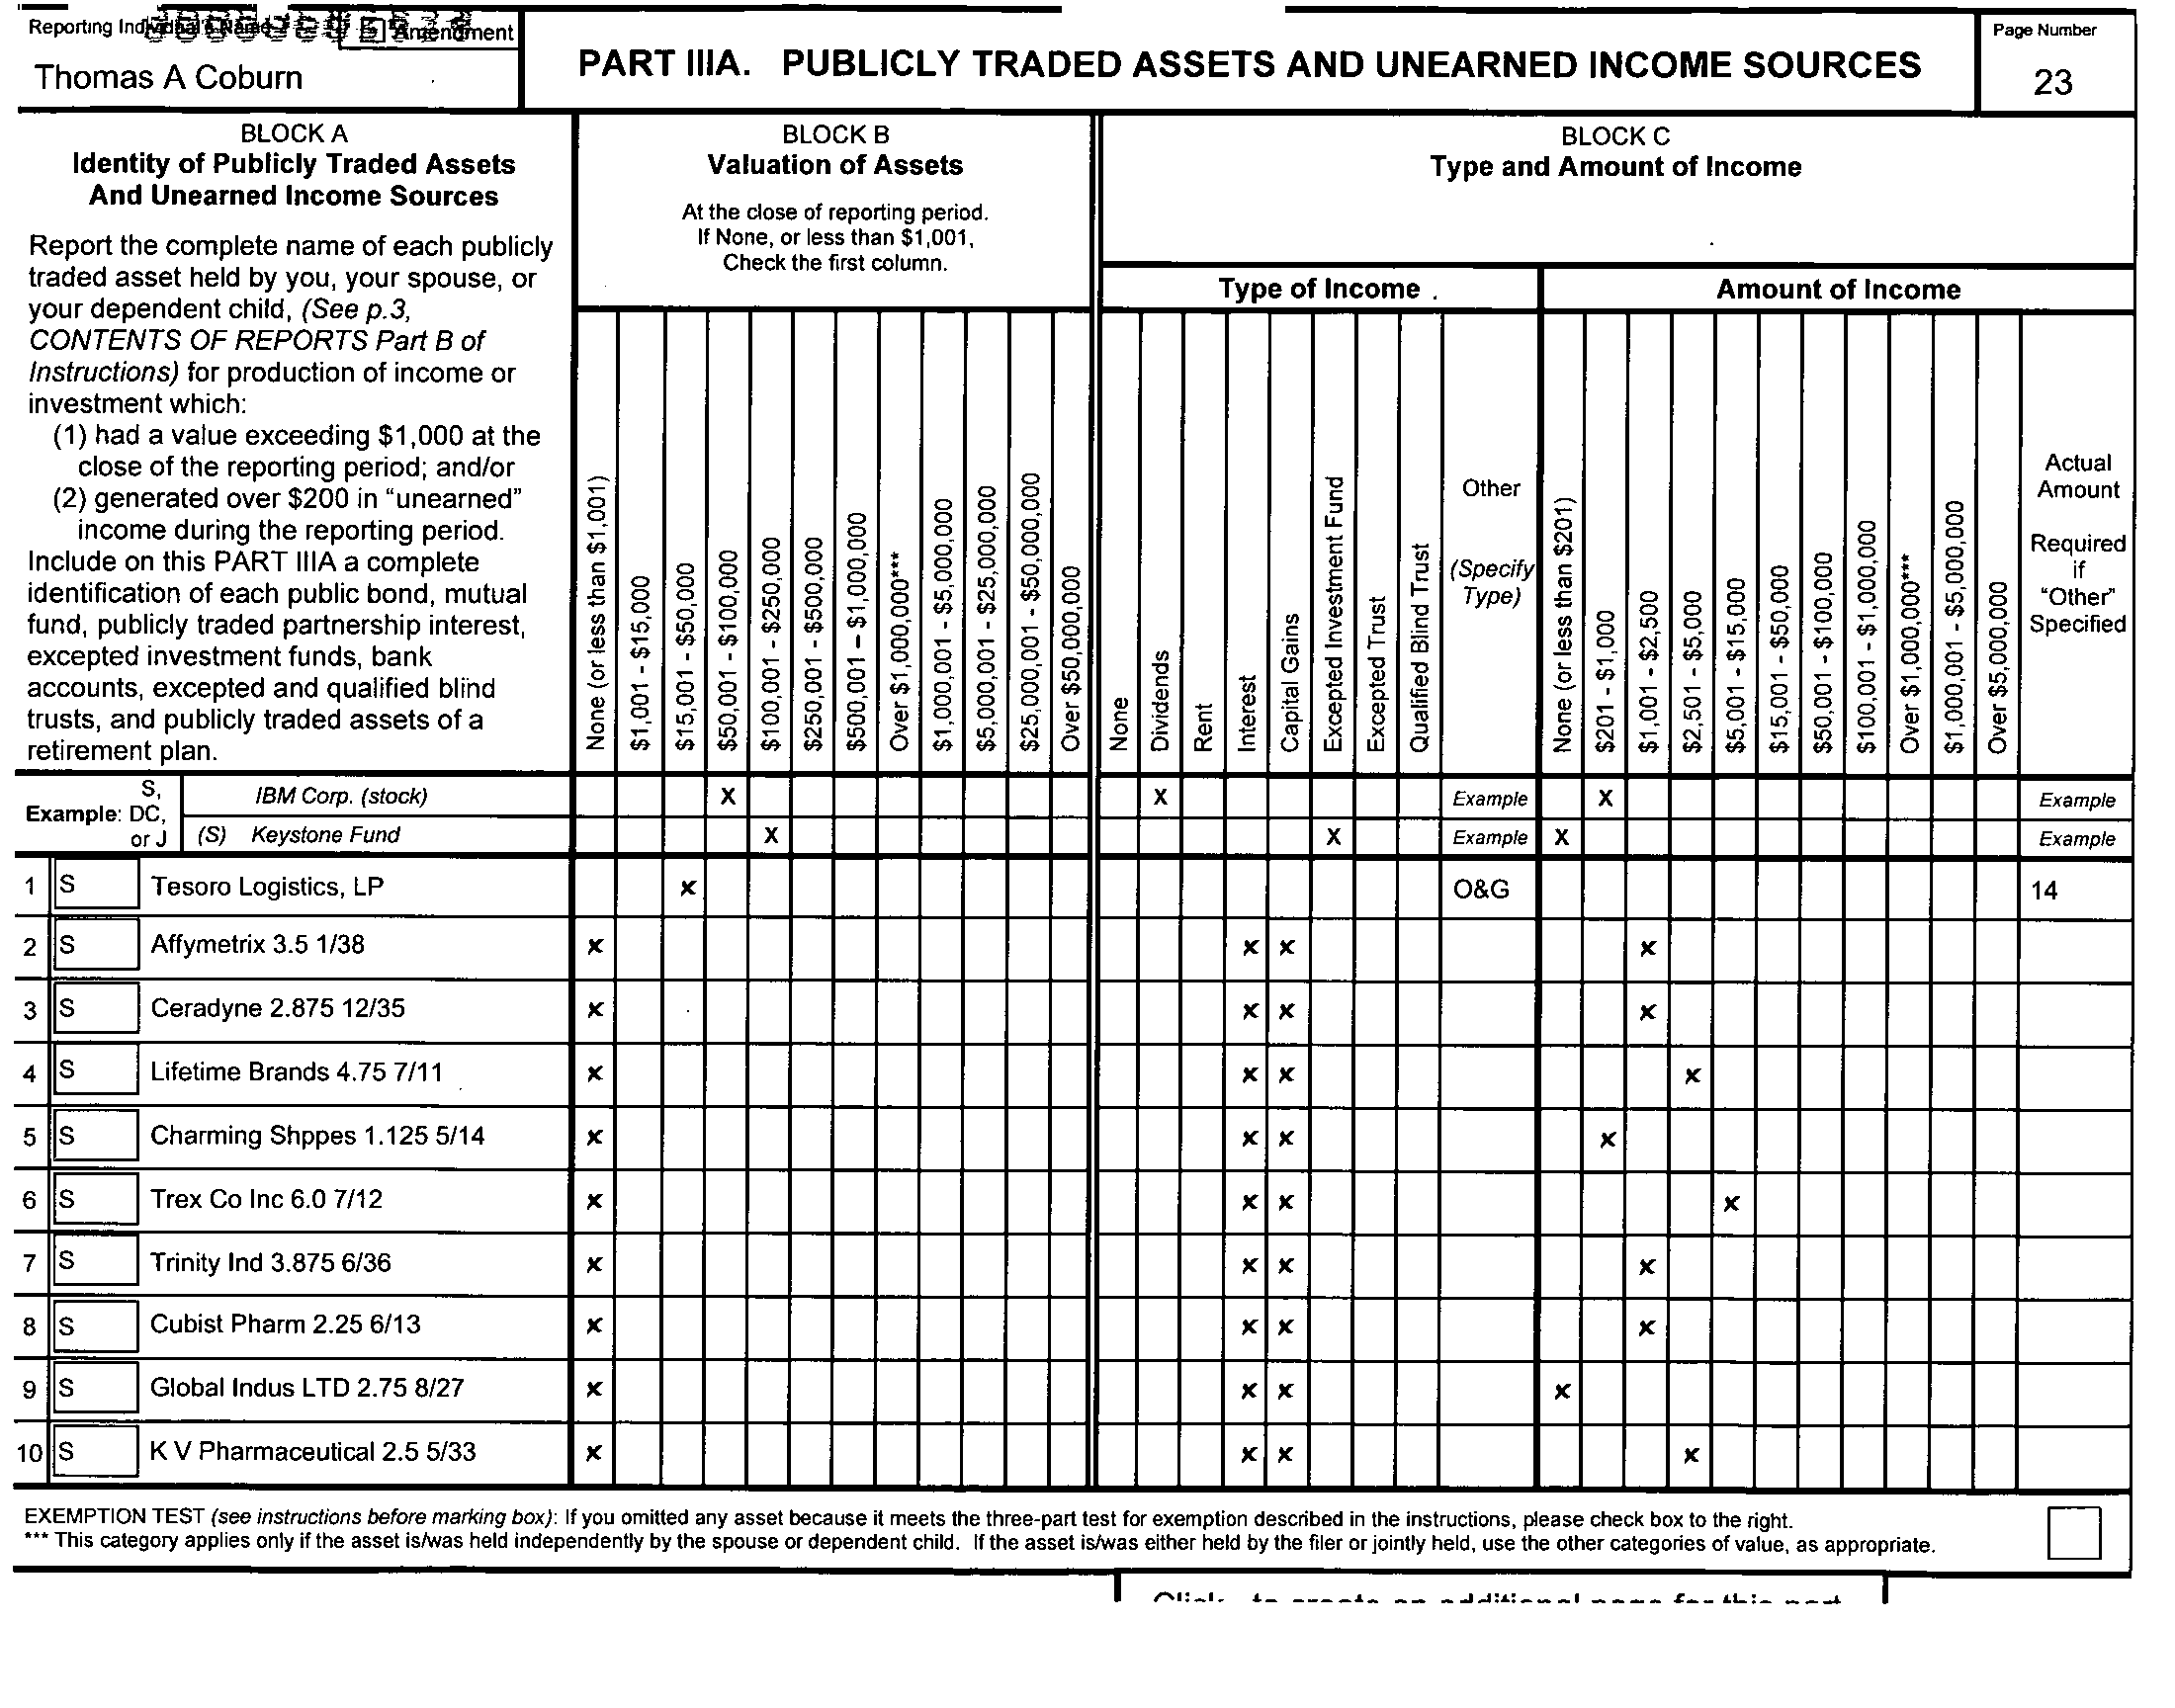 Reporting Individual's Name
Amendment
Thomas A Coburn
PART IIIA. PUBLICLY TRADED ASSETS AND UNEARNED INCOME SOURCES
Page Number
23
BLOCK A
Identity of Publicly Traded Assets
And Unearned Income Sources
Report the complete name of each publicly
traded asset held by you, your spouse, or
your dependent child, (See p.3,
CONTENTS OF REPORTS Part B of
Instructions) for production of income or
investment which:
(1) had a value exceeding $1,000 at the
close of the reporting period; and/or
(2) generated over $200 in “unearned”
income during the reporting period.
Include on this PART IIIA a complete
identification of each public bond, mutual
fund, publicly traded partnership interest,
excepted investment funds, bank
accounts, excepted and qualified blind
trusts, and publicly traded assets of a
retirement plan.
BLOCK B
Valuation of Assets
At the close of reporting period.
If None, or less than $1,001,
Check the first column.
None (or less than $1,001)
$1,001 - $15,000
$15,001 - $50,000
$50,001 - $100,000
$100,001 - $250,000
$250,001 - $500,000
$500,001 – $1,000,000
Over $1,000,000***
$1,000,001 - $5,000,000
$5,000,001 - $25,000,000
$25,000,001 - $50,000,000
Over $50,000,000
BLOCK C
Type and Amount of Income
Type of Income
None
Dividends
Rent
Interest
Capital Gains
Excepted Investment Fund
Excepted Trust
Qualified Blind Trust
Other
(Specify
Type)
Amount of Income
None (or less than $201)
$201 - $1,000
$1,001 - $2,500
$2,501 - $5,000
$5,001 - $15,000
$15,001 - $50,000
$50,001 - $100,000
$100,001 - $1,000,000
Over $1,000,000***
$1,000,001 - $5,000,000
Over $5,000,000
Actual
Amount
Required
if
"Other"
Specified
Example: S, DC, or J
IBM Corp. (stock) X X Example X Example
(S) Keystone Fund X X Example X Example
1 S Tesoro Logistics, LP x O&G 14
2 S Affymetrix 3.5 1/38 x x x x
3 S Ceradyne 2.875 12/35 x x x x
4 S Lifetime Brands 4.75 7/11 x x x x
5 S Charming Shppes 1.125 5/14 x x x x
6 S Trex Co Inc 6.0 7/12 x x x x
7 S Trinity Ind 3.875 6/36 x x x x
8 S Cubist Pharm 2.25 6/13 x x x x
9 S Global Indus LTD 2.75 8/27 x x x x
10 S K V Pharmaceutical 2.5 5/33 x x x x
EXEMPTION TEST (see instructions before marking box): If you omitted any asset because it meets the three-part test for exemption described in the instructions, please check box to the right.
*** This category applies only if the asset is/was held independently by the spouse or dependent child. If the asset is/was either held by the filer or jointly held, use the other categories of value, as appropriate.